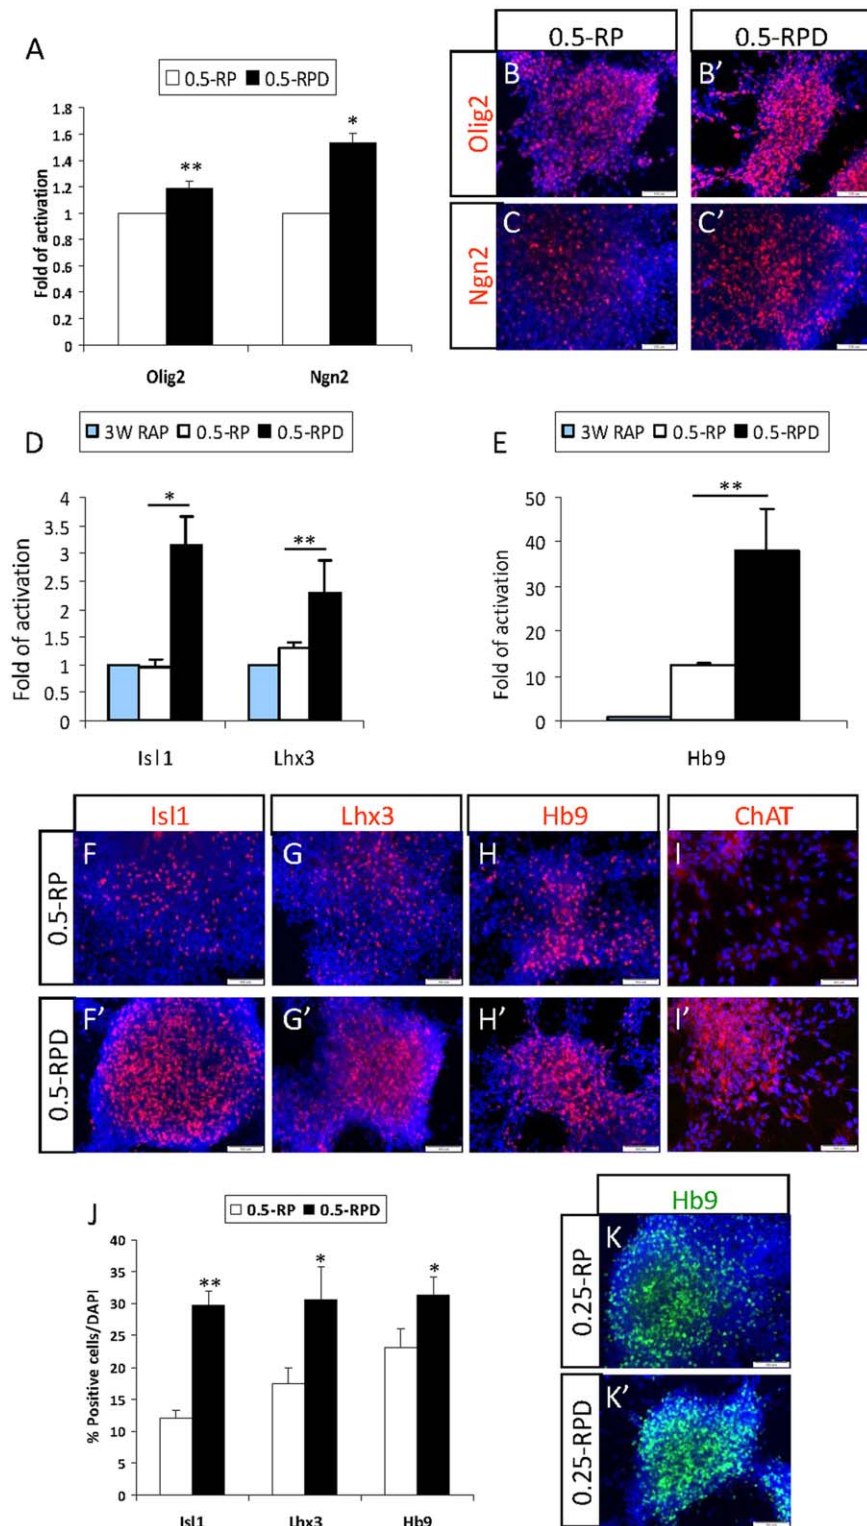 A
0.5-RP 0.5-RPD
Fold of activation
1.8
1.6
1.4
1.2
1
0.8
0.6
0.4
0.2
0
**
*
Olig2 Ngn2
0.5-RP 0.5-RPD
Olig2
B B'
Ngn2
C C'
D
3W RAP 0.5-RP 0.5-RPD
Fold of activation
4
3.5
3
2.5
2
1.5
1
0.5
0
*
**
Isl1 Lhx3
E
3W RAP 0.5-RP 0.5-RPD
Fold of activation
50
40
30
20
10
0
**
Hb9
Isl1 Lhx3 Hb9 ChAT
0.5-RP
F G H I
0.5-RPD
F' G' H' I'
J
0.5-RP 0.5-RPD
% Positive cells/DAPI
40
35
30
25
20
15
10
5
0
**
*
*
Isl1 Lhx3 Hb9
Hb9
0.25-RP
K
0.25-RPD
K'